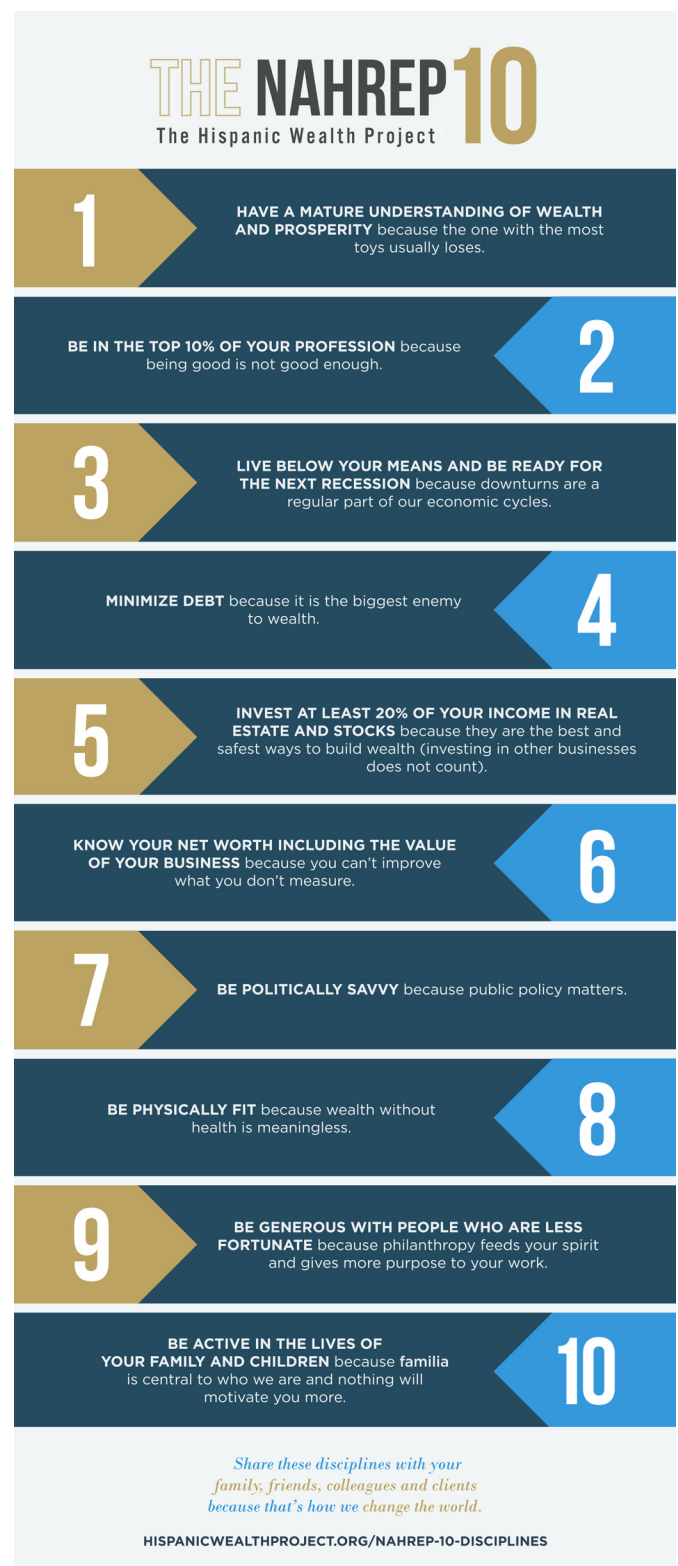 THE NAHREP 10
The Hispanic Wealth Project
1
HAVE A MATURE UNDERSTANDING OF WEALTH
AND PROSPERITY because the one with the most
toys usually loses.
BE IN THE TOP 10% OF YOUR PROFESSION because
being good is not good enough.
2
3
LIVE BELOW YOUR MEANS AND BE READY FOR
THE NEXT RECESSION because downturns are a
regular part of our economic cycles.
MINIMIZE DEBT because it is the biggest enemy
to wealth.
4
5
INVEST AT LEAST 20% OF YOUR INCOME IN REAL
ESTATE AND STOCKS because they are the best and
safest ways to build wealth (investing in other businesses
does not count).
KNOW YOUR NET WORTH INCLUDING THE VALUE
OF YOUR BUSINESS because you can't improve
what you don't measure.
6
7
BE POLITICALLY SAVVY because public policy matters.
BE PHYSICALLY FIT because wealth without
health is meaningless.
8
9
BE GENEROUS WITH PEOPLE WHO ARE LESS
FORTUNATE because philanthropy feeds your spirit
and gives more purpose to your work.
BE ACTIVE IN THE LIVES OF
YOUR FAMILY AND CHILDREN because familia
is central to who we are and nothing will
motivate you more.
10
Share these disciplines with your
family, friends, colleagues and clients
because that's how we change the world.
HISPANICWEALTHPROJECT.ORG/NAHREP-10-DISCIPLINES